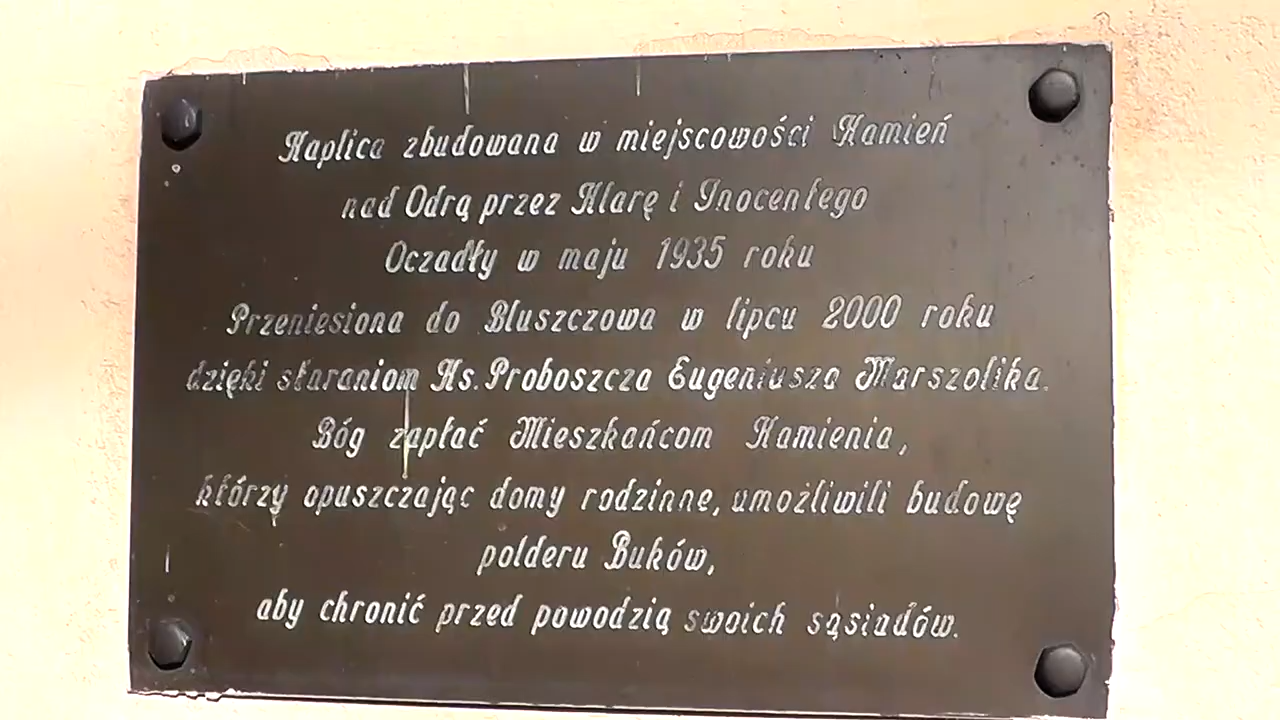 Kaplica zbudowana w miejscowości Kamień
nad Odrą przez Klarę i Inocentego
Oczadły w maju 1935 roku
Przeniesiona do Bluszczowa w lipcu 2000 roku
dzięki staraniom Ks. Proboszcza Eugeniusza Marszolika.
Bóg zapłać Mieszkańcom Kamienia,
którzy opuszczając domy rodzinne, umożliwili budowę
polderu Buków,
aby chronić przed powodzią swoich sąsiadów.